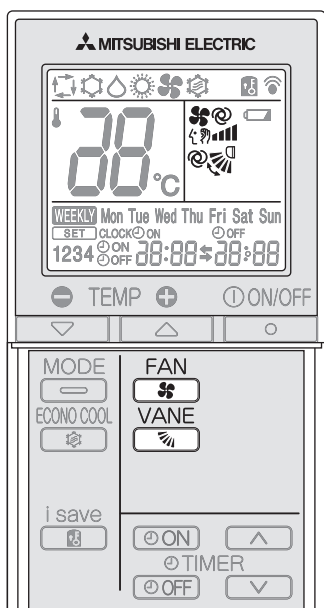 MITSUBISHI ELECTRIC
88°C
WEEKLY Mon Tue Wed Thu Fri Sat Sun
SET CLOCK ON OFF
1234 ON 88:88 88:88
OFF
TEMP ON/OFF
MODE FAN
ECONO COOL VANE
i save
ON
TIMER
OFF